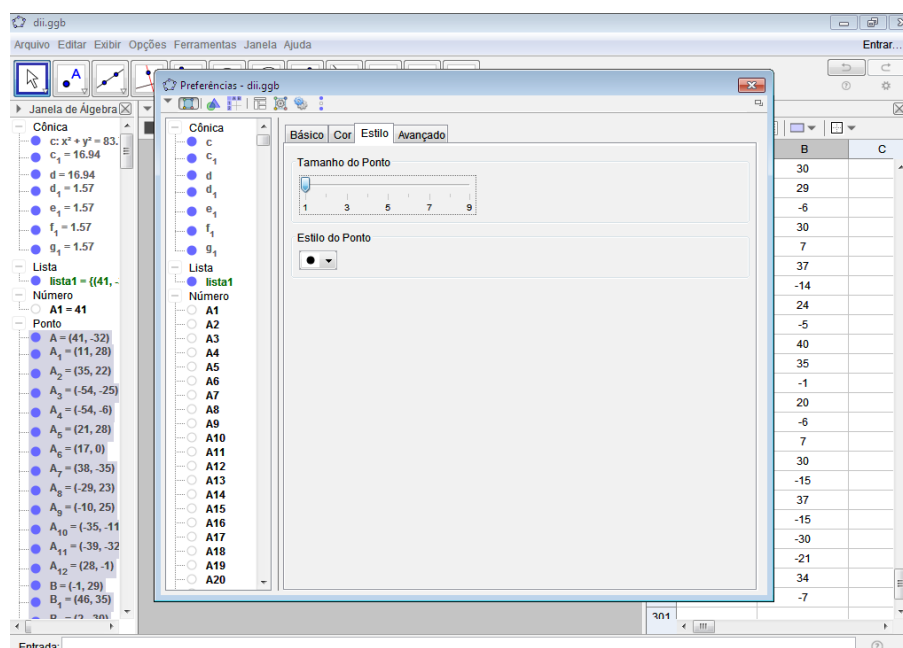 dii.ggb
Arquivo Editar Exibir Opções Ferramentas Janela Ajuda
Entrar...
A
Janela de Álgebra
Cônica
c: x² + y² = 83.
c₁ = 16.94
d = 16.94
d₁ = 1.57
e₁ = 1.57
f₁ = 1.57
g₁ = 1.57
Lista
lista1 = {(41, -
Número
A1 = 41
Ponto
A = (41, -32)
A₁ = (11, 28)
A₂ = (35, 22)
A₃ = (-54, -25)
A₄ = (-54, -6)
A₅ = (21, 28)
A₆ = (17, 0)
A₇ = (38, -35)
A₈ = (-29, 23)
A₉ = (-10, 25)
A₁₀ = (-35, -11
A₁₁ = (-39, -32
A₁₂ = (28, -1)
B = (-1, 29)
B₁ = (46, 35)
Entrada:
Preferências - dii.ggb
Cônica
c
c₁
d
d₁
e₁
f₁
g₁
Lista
lista1
Número
A1
A2
A3
A4
A5
A6
A7
A8
A9
A10
A11
A12
A13
A14
A15
A16
A17
A18
A19
A20
Básico Cor Estilo Avançado
Tamanho do Ponto
1 3 5 7 9
Estilo do Ponto
B C
30
29
-6
30
7
37
-14
24
-5
40
35
-1
20
-6
7
30
-15
37
-15
-30
-21
34
-7
301